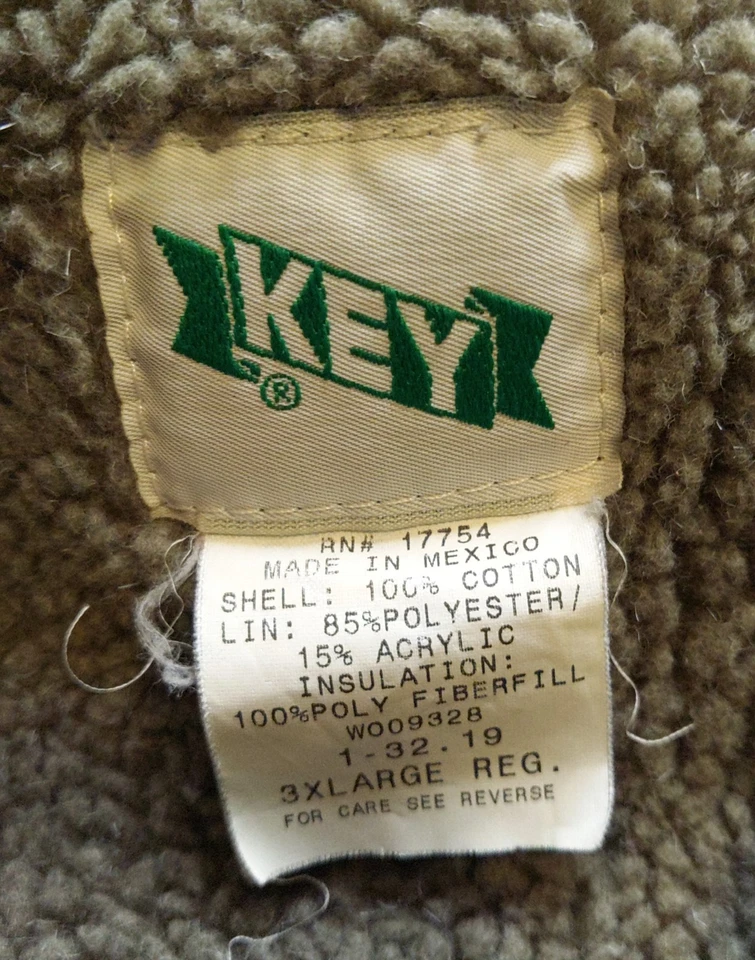 KEY
®
RN# 17754
MADE IN MEXICO
SHELL: 100% COTTON
LIN: 85%POLYESTER/
15% ACRYLIC
INSULATION:
100%POLY FIBERFILL
W009328
1-32.19
3XLARGE REG.
FOR CARE SEE REVERSE